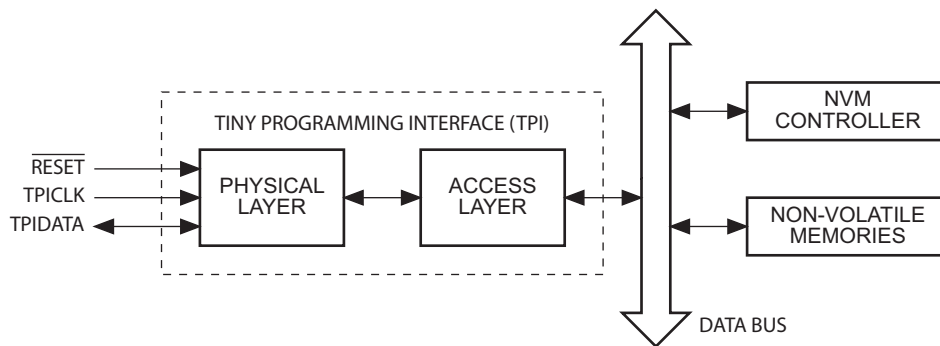 TINY PROGRAMMING INTERFACE (TPI)
RESET
TPICLK
TPIDATA
PHYSICAL
LAYER
ACCESS
LAYER
NVM
CONTROLLER
NON-VOLATILE
MEMORIES
DATA BUS